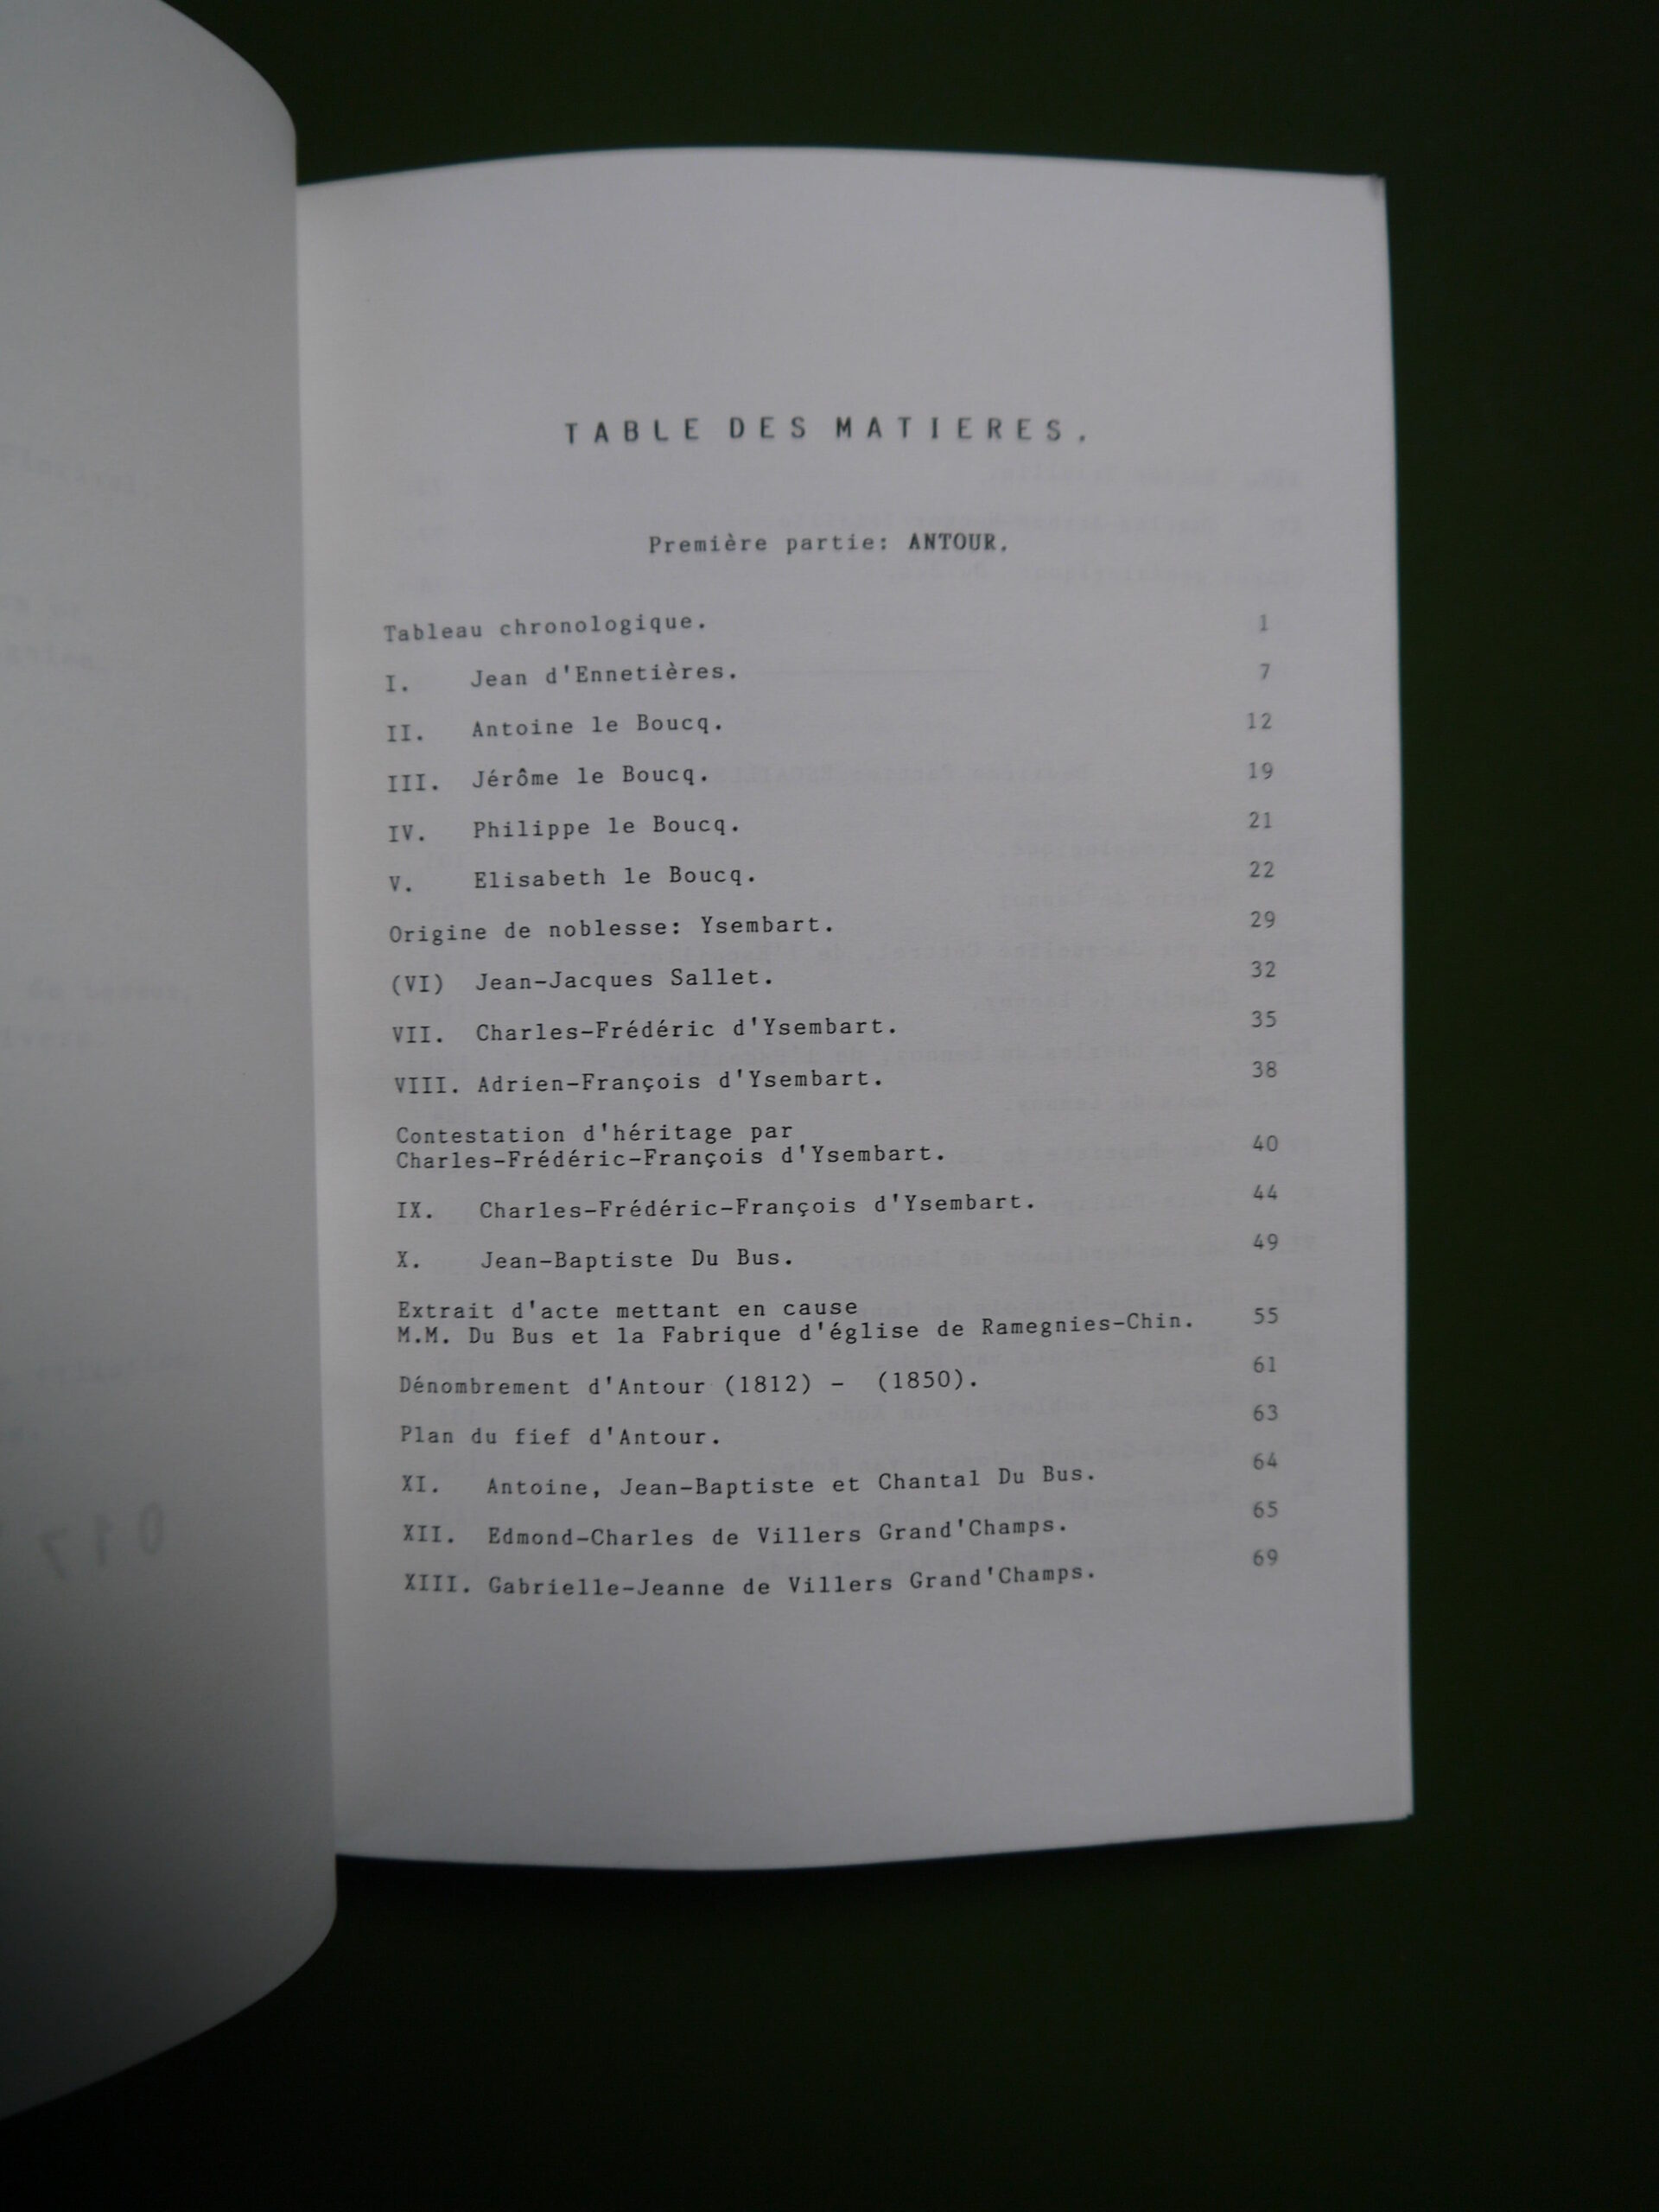 TABLE DES MATIERES.
Première partie: ANTOUR.
Tableau chronologique. 1
I. Jean d'Ennetières. 7
II. Antoine le Boucq. 12
III. Jérôme le Boucq. 19
IV. Philippe le Boucq. 21
V. Elisabeth le Boucq. 22
Origine de noblesse: Ysembart. 29
(VI) Jean-Jacques Sallet. 32
VII. Charles-Frédéric d'Ysembart. 35
VIII. Adrien-François d'Ysembart. 38
Contestation d'héritage par
Charles-Frédéric-François d'Ysembart. 40
IX. Charles-Frédéric-François d'Ysembart. 44
X. Jean-Baptiste Du Bus. 49
Extrait d'acte mettant en cause
M.M. Du Bus et la Fabrique d'église de Ramegnies-Chin. 55
Dénombrement d'Antour (1812) - (1850). 61
Plan du fief d'Antour. 63
XI. Antoine, Jean-Baptiste et Chantal Du Bus. 64
XII. Edmond-Charles de Villers Grand'Champs. 65
XIII. Gabrielle-Jeanne de Villers Grand'Champs. 69